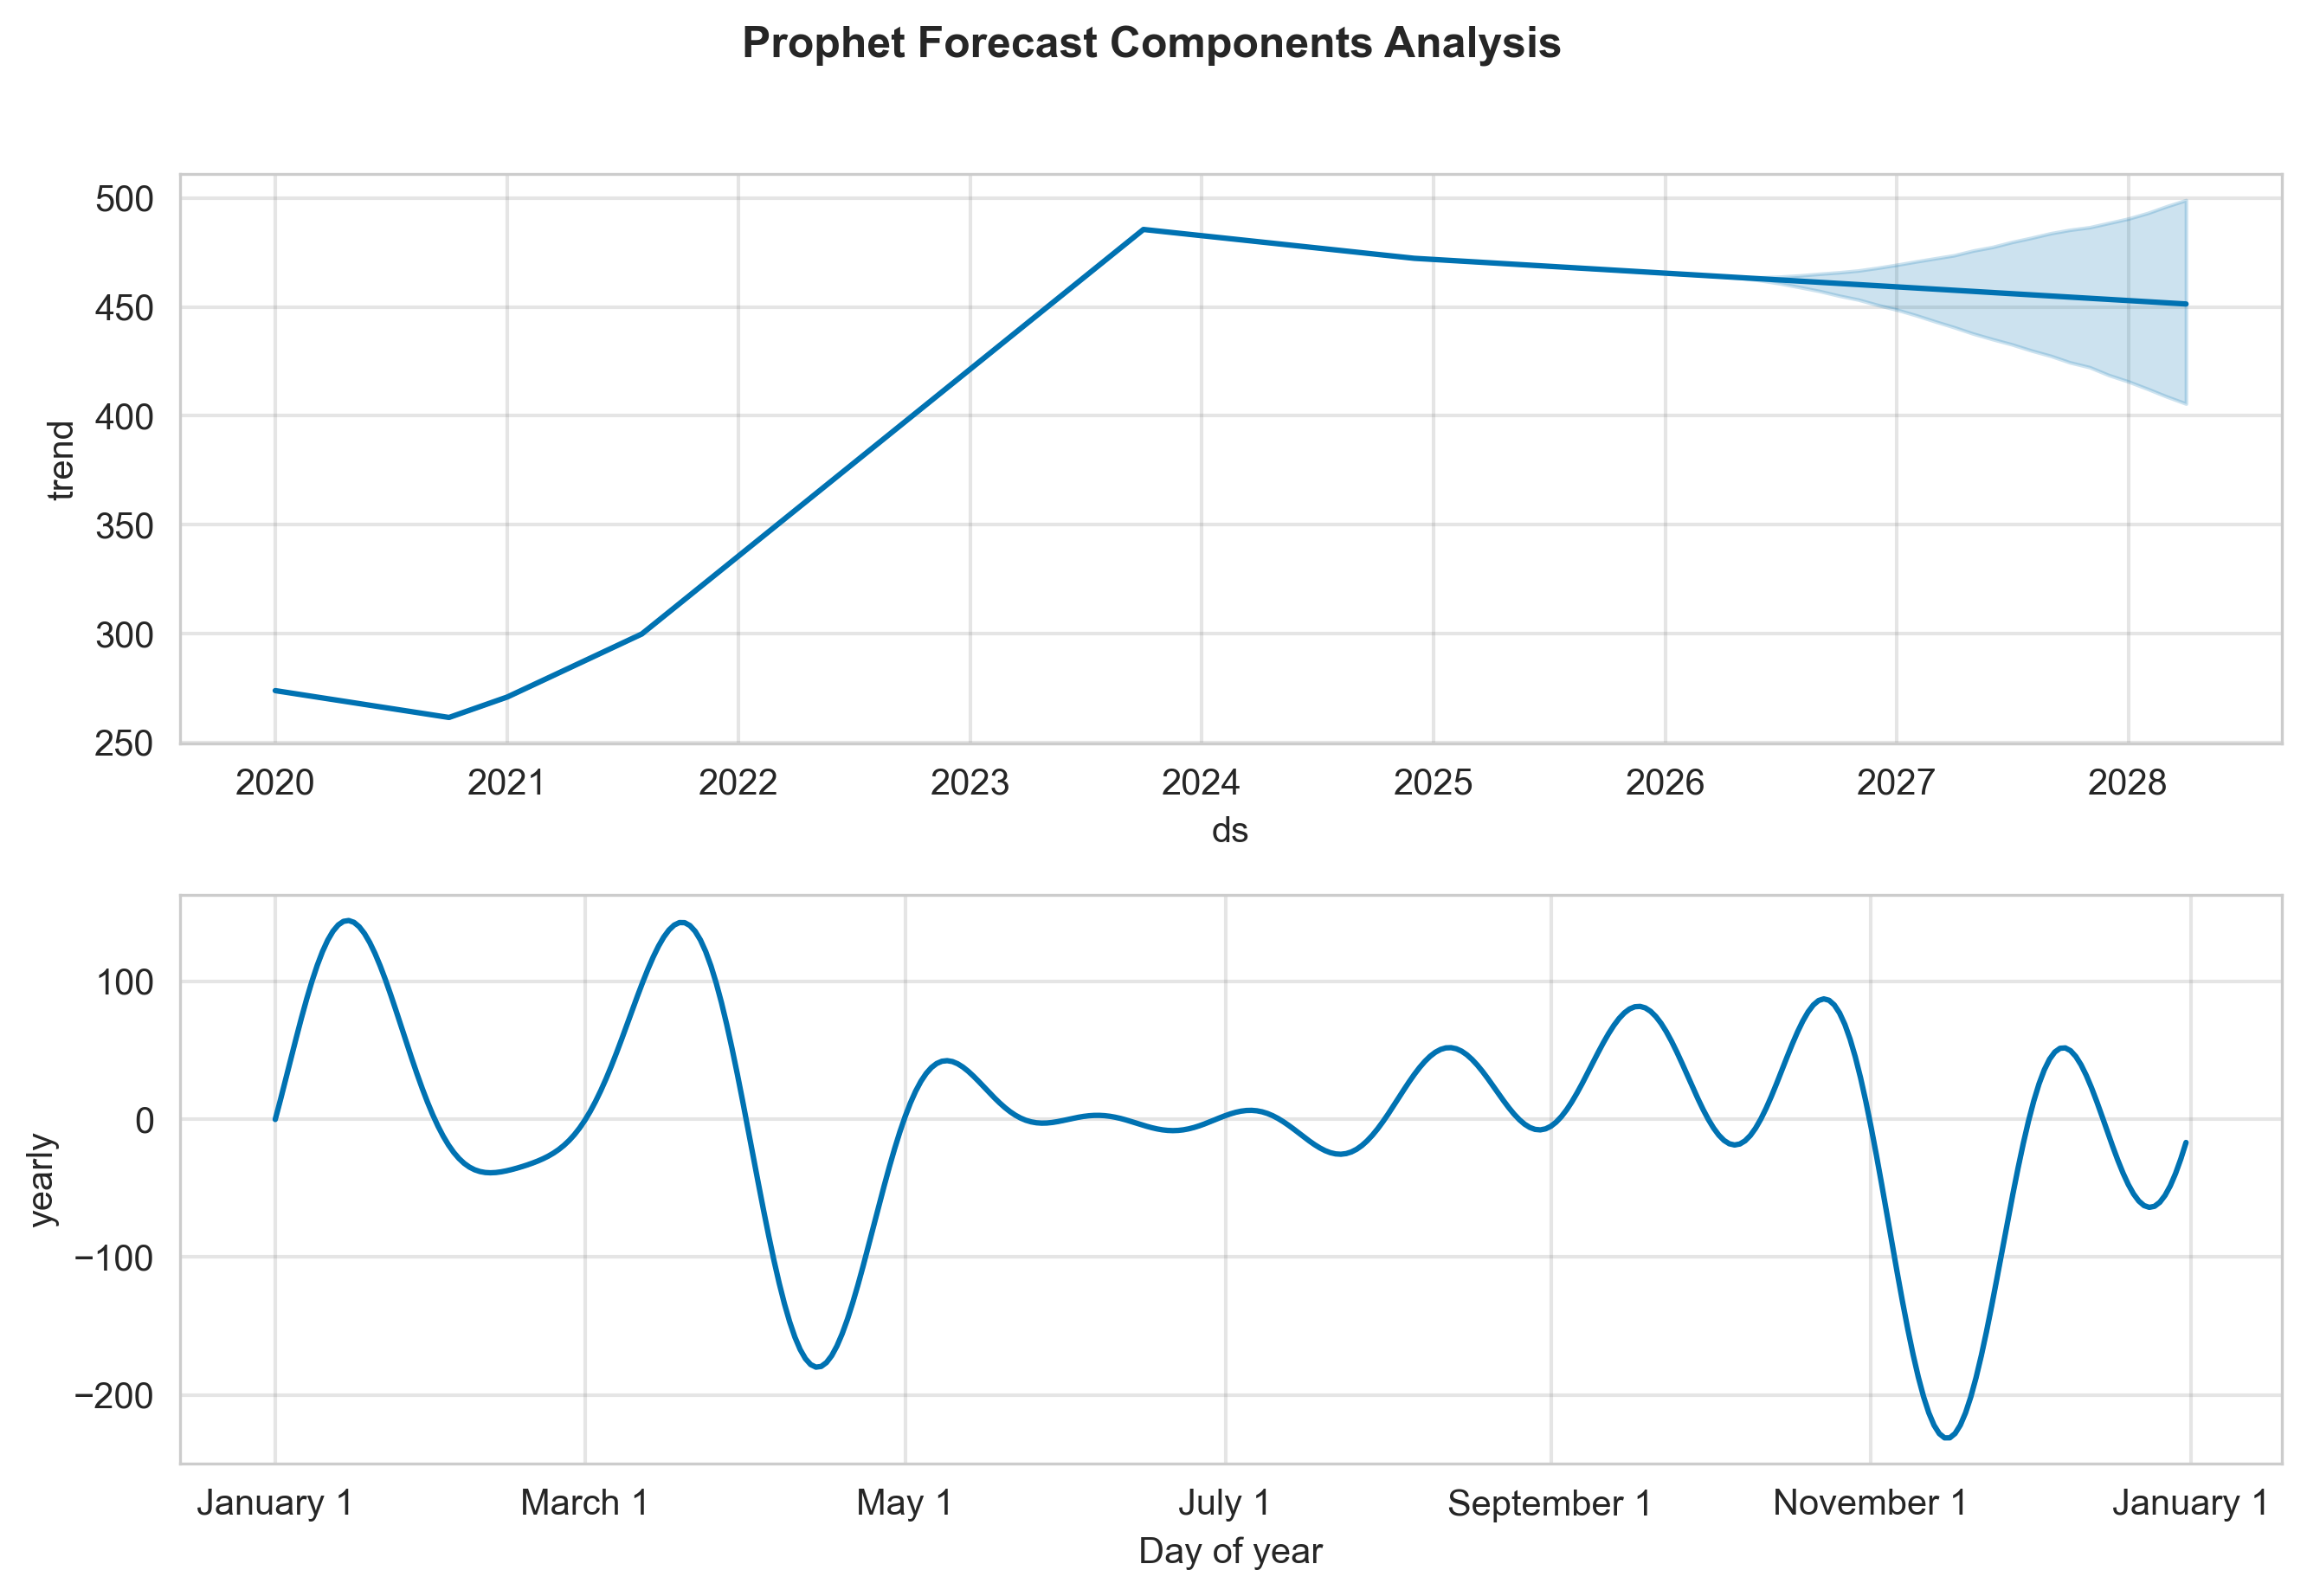 Prophet Forecast Components Analysis
500
450
400
350
300
250
trend
2020 2021 2022 2023 2024 2025 2026 2027 2028
ds
100
0
−100
−200
yearly
January 1 March 1 May 1 July 1 September 1 November 1 January 1
Day of year